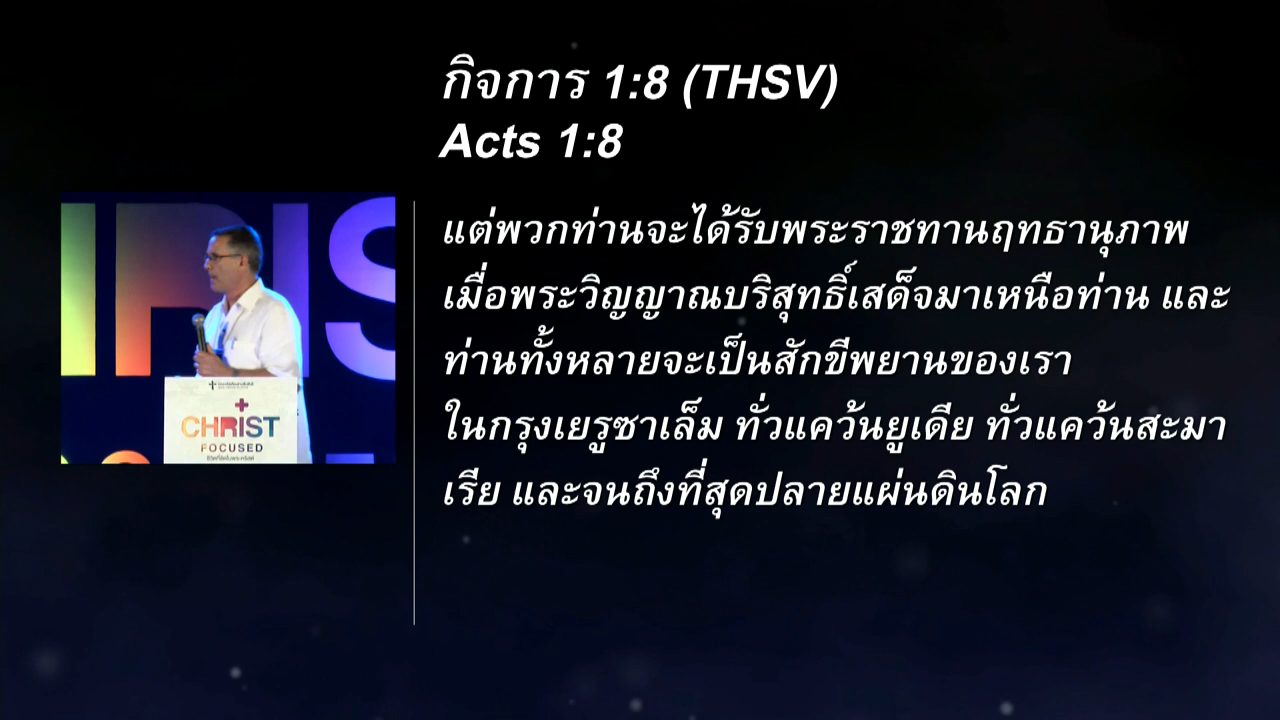 กิจการ 1:8 (THSV)
Acts 1:8
แต่พวกท่านจะได้รับพระราชทานฤทธานุภาพ
เมื่อพระวิญญาณบริสุทธิ์เสด็จมาเหนือท่าน และ
ท่านทั้งหลายจะเป็นสักขีพยานของเรา
ในกรุงเยรูซาเล็ม ทั่วแคว้นยูเดีย ทั่วแคว้นสะมา
เรีย และจนถึงที่สุดปลายแผ่นดินโลก
RIS
CHRIST
FOCUSED